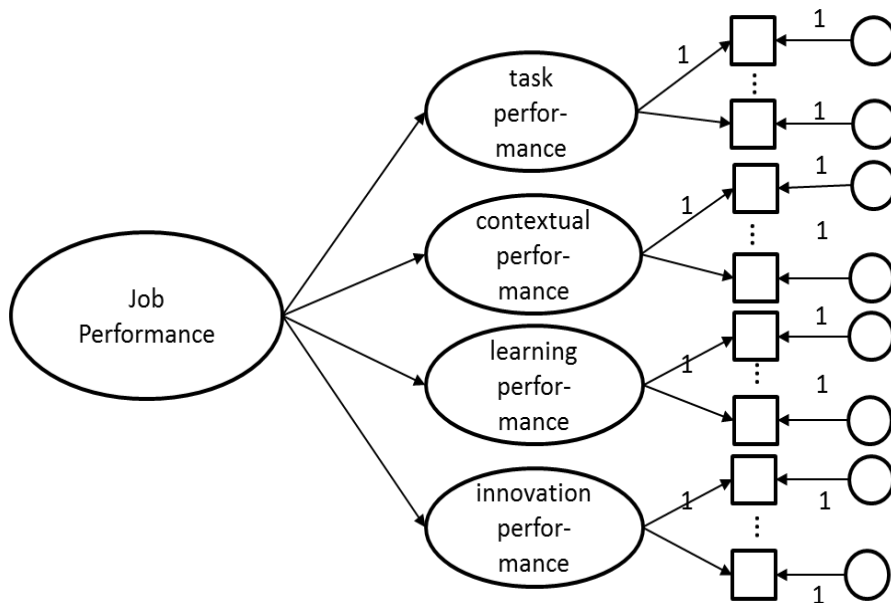 Job
Performance
task
perfor-
mance
contextual
perfor-
mance
learning
perfor-
mance
innovation
perfor-
mance
1
1
1
1
1
1
1
1
1
1
1
1